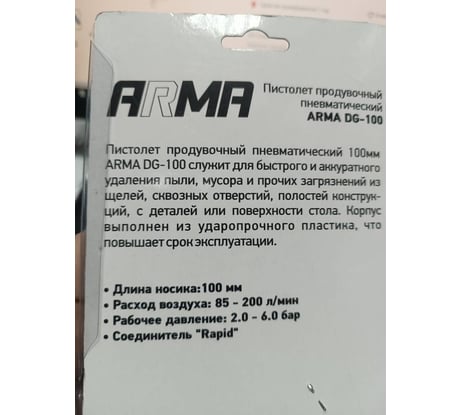 ARMA
Пистолет продувочный
пневматический
ARMA DG-100
Пистолет продувочный пневматический 100мм
ARMA DG-100 служит для быстрого и аккуратного
удаления пыли, мусора и прочих загрязнений из
щелей, сквозных отверстий, полостей конструк-
ций, с деталей или поверхности стола. Корпус
выполнен из ударопрочного пластика, что
повышает срок эксплуатации.
• Длина носика:100 мм
• Расход воздуха: 85 - 200 л/мин
• Рабочее давление: 2.0 - 6.0 бар
• Соединитель "Rapid"